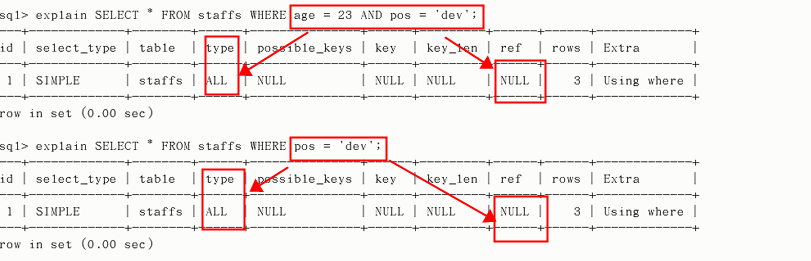 sql> explain SELECT * FROM staffs WHERE age = 23 AND pos = 'dev';
id | select_type | table | type | possible_keys | key | key_len | ref | rows | Extra |
1 | SIMPLE | staffs | ALL | NULL | NULL | NULL | NULL | 3 | Using where |
row in set (0.00 sec)
sql> explain SELECT * FROM staffs WHERE pos = 'dev';
id | select_type | table | type | possible_keys | key | key_len | ref | rows | Extra |
1 | SIMPLE | staffs | ALL | NULL | NULL | NULL | NULL | 3 | Using where |
row in set (0.00 sec)